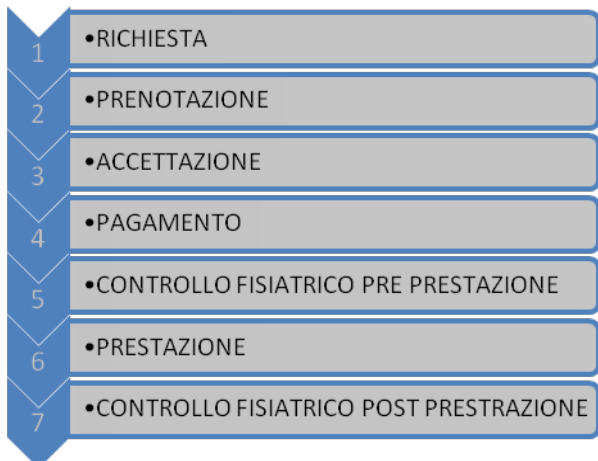 1 •RICHIESTA
2 •PRENOTAZIONE
3 •ACCETTAZIONE
4 •PAGAMENTO
5 •CONTROLLO FISIATRICO PRE PRESTAZIONE
6 •PRESTAZIONE
7 •CONTROLLO FISIATRICO POST PRESTRAZIONE